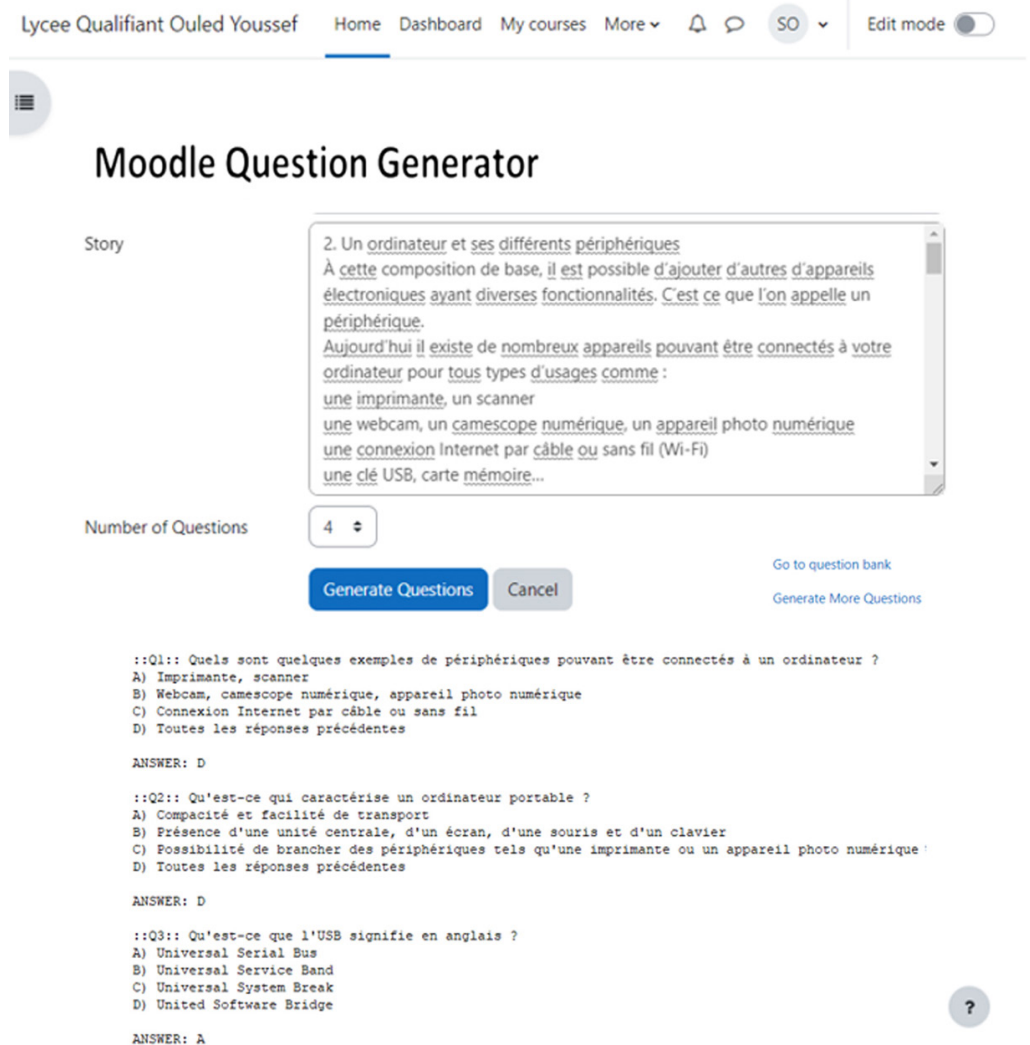 Lycee Qualifiant Ouled Youssef Home Dashboard My courses More SO Edit mode
Moodle Question Generator
Story
2. Un ordinateur et ses différents périphériques
À cette composition de base, il est possible d'ajouter d'autres d'appareils
électroniques ayant diverses fonctionnalités. C'est ce que l'on appelle un
périphérique.
Aujourd'hui il existe de nombreux appareils pouvant être connectés à votre
ordinateur pour tous types d'usages comme :
une imprimante, un scanner
une webcam, un camescope numérique, un appareil photo numérique
une connexion Internet par câble ou sans fil (Wi-Fi)
une clé USB, carte mémoire...
Number of Questions 4
Generate Questions Cancel
Go to question bank
Generate More Questions
::Q1:: Quels sont quelques exemples de périphériques pouvant être connectés à un ordinateur ?
A) Imprimante, scanner
B) Webcam, camescope numérique, appareil photo numérique
C) Connexion Internet par câble ou sans fil
D) Toutes les réponses précédentes
ANSWER: D
::Q2:: Qu'est-ce qui caractérise un ordinateur portable ?
A) Compacité et facilité de transport
B) Présence d'une unité centrale, d'un écran, d'une souris et d'un clavier
C) Possibilité de brancher des périphériques tels qu'une imprimante ou un appareil photo numérique
D) Toutes les réponses précédentes
ANSWER: D
::Q3:: Qu'est-ce que l'USB signifie en anglais ?
A) Universal Serial Bus
B) Universal Service Band
C) Universal System Break
D) United Software Bridge
?
ANSWER: A